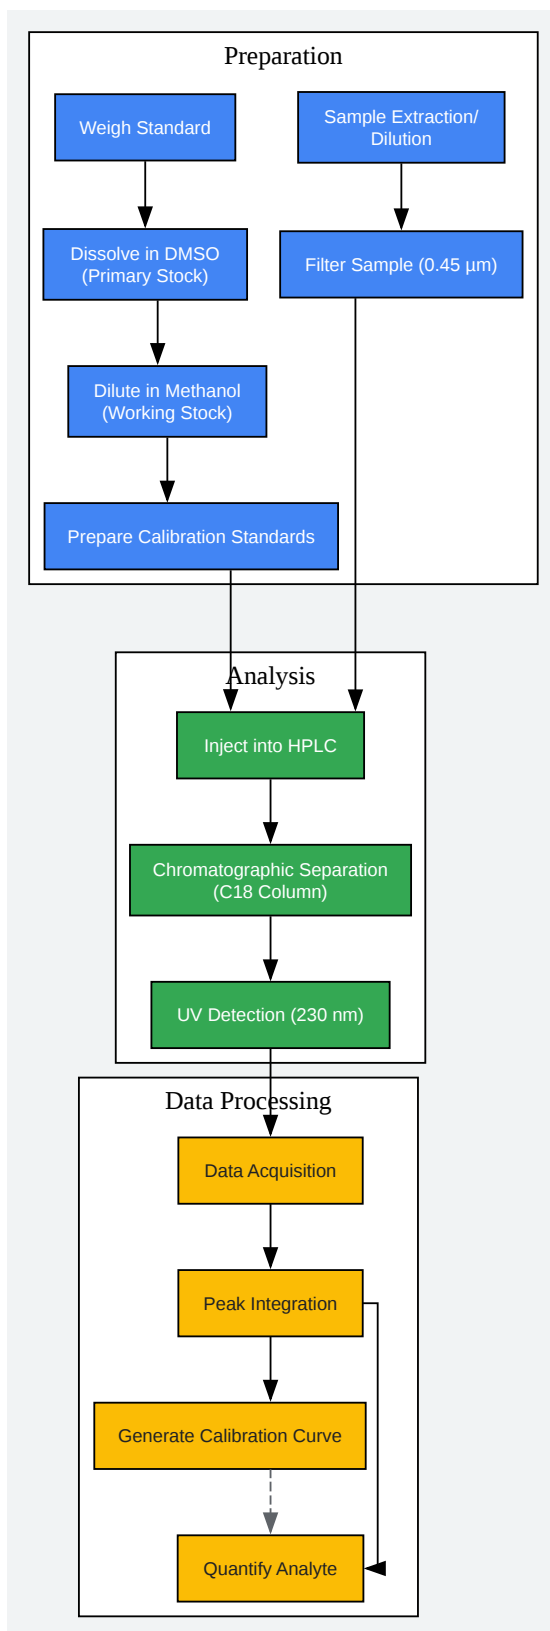 Preparation
Weigh Standard
Sample Extraction/
Dilution
Dissolve in DMSO
(Primary Stock)
Filter Sample (0.45 µm)
Dilute in Methanol
(Working Stock)
Prepare Calibration Standards
Analysis
Inject into HPLC
Chromatographic Separation
(C18 Column)
UV Detection (230 nm)
Data Processing
Data Acquisition
Peak Integration
Generate Calibration Curve
Quantify Analyte